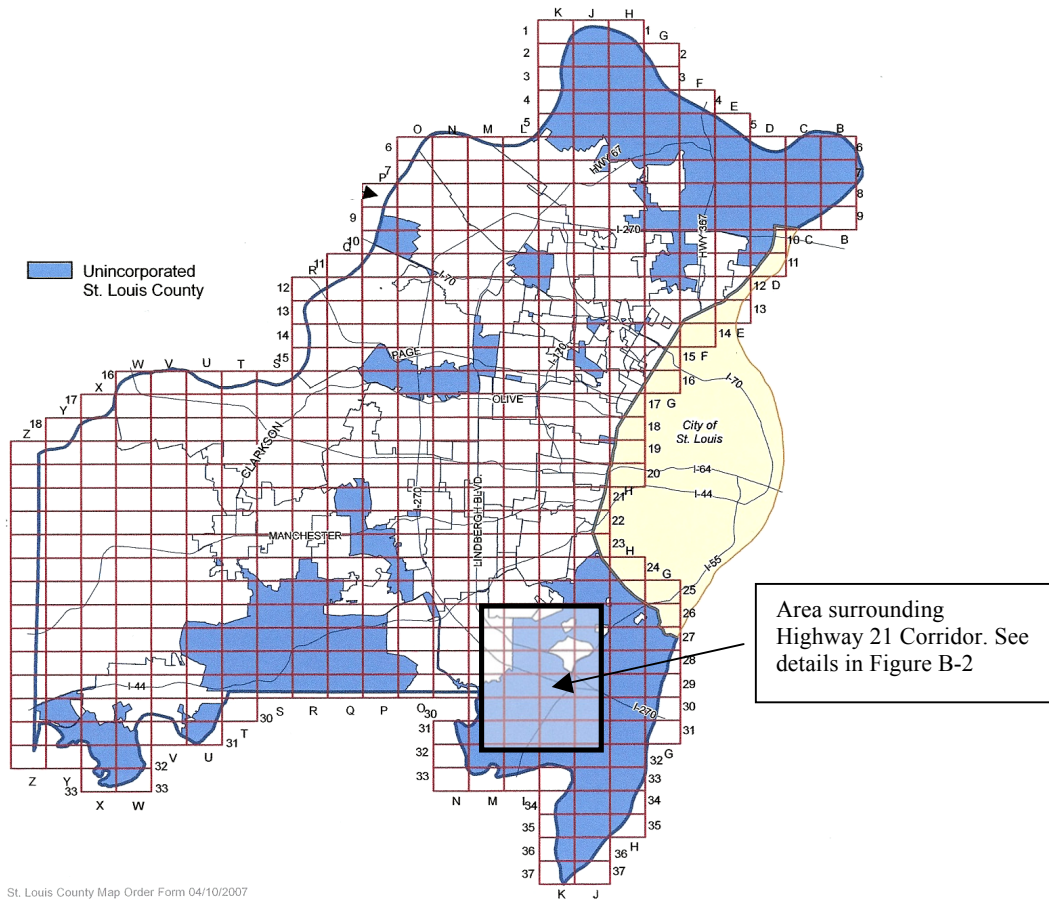 K J H
1 1 G
2 2
3 3
4 F
4
E
5 5
O N M L D C B
6 6
HWY 67
P 7 7
8
9 HWY 367 9
I-270
Q 10 10 C B
Unincorporated
St. Louis County
R 11 I-70 11
12 12 D
13 13
14 14 E
I-170
S 15 PAGE 15 F
W V U T
16 16 I-70
X 17 OLIVE 17 G
Y 18 18 City of
St. Louis
Z CLARKSON 19
20 I-64
I-44
I-270 LINDBERGH BLVD. 21 H
22
MANCHESTER 23
H
24 I-55
G
25
26
27
28
Area surrounding
Highway 21 Corridor. See
details in Figure B-2
I-44 29
30 S R Q P O 30 I-270 30
T 31 31
31 V U
Z Y 32 32 32 G
33 33 33 33
X W N M L 34 34
35 35
H
36 36
37 37
K J
St. Louis County Map Order Form 04/10/2007